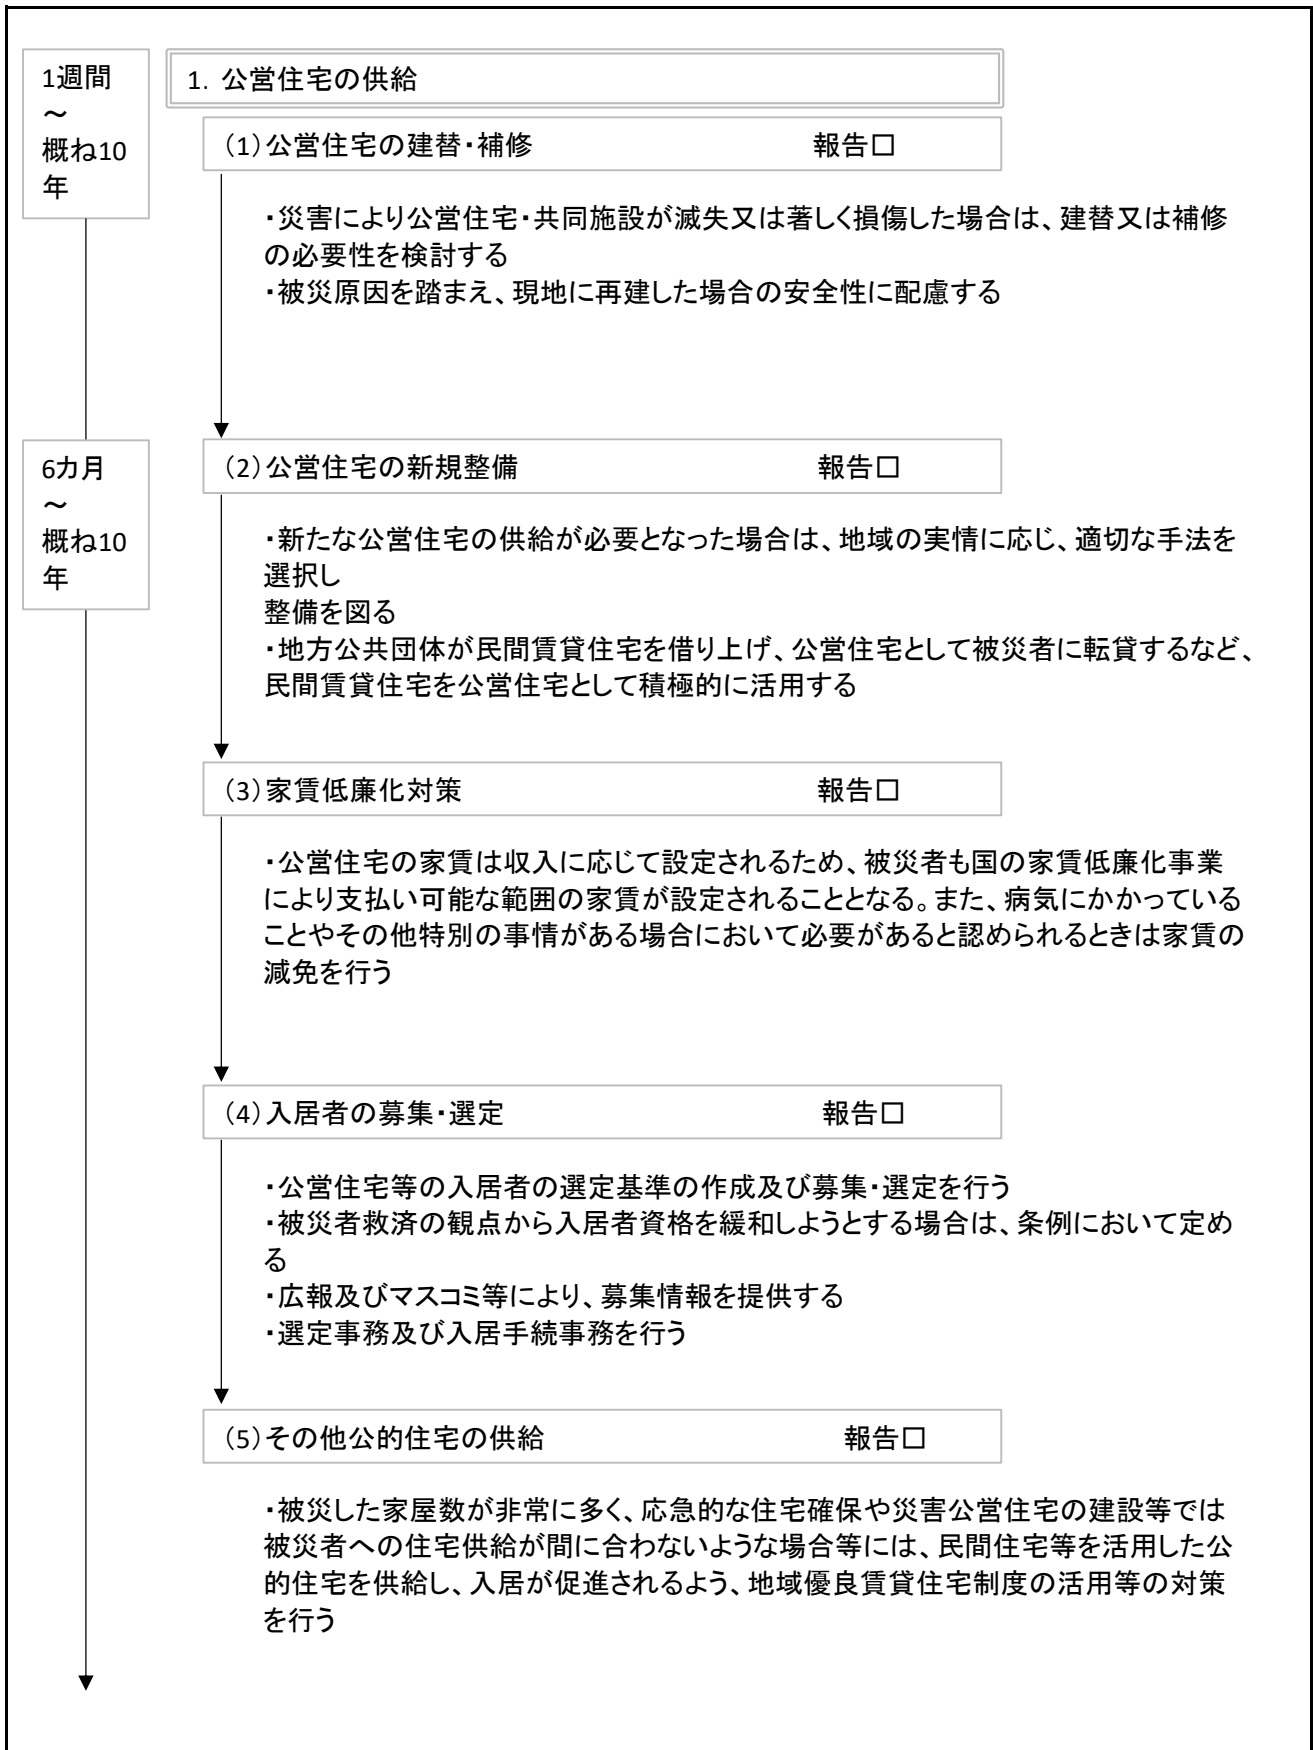 1週間
～
概ね10
年
1. 公営住宅の供給
(1)公営住宅の建替・補修 報告□
・災害により公営住宅・共同施設が滅失又は著しく損傷した場合は、建替又は補修
の必要性を検討する
・被災原因を踏まえ、現地に再建した場合の安全性に配慮する
6カ月
～
概ね10
年
(2)公営住宅の新規整備 報告□
・新たな公営住宅の供給が必要となった場合は、地域の実情に応じ、適切な手法を
選択し
整備を図る
・地方公共団体が民間賃貸住宅を借り上げ、公営住宅として被災者に転貸するなど、
民間賃貸住宅を公営住宅として積極的に活用する
(3)家賃低廉化対策 報告□
・公営住宅の家賃は収入に応じて設定されるため、被災者も国の家賃低廉化事業
により支払い可能な範囲の家賃が設定されることとなる。また、病気にかかっている
ことやその他特別の事情がある場合において必要があると認められるときは家賃の
減免を行う
(4)入居者の募集・選定 報告□
・公営住宅等の入居者の選定基準の作成及び募集・選定を行う
・被災者救済の観点から入居者資格を緩和しようとする場合は、条例において定め
る
・広報及びマスコミ等により、募集情報を提供する
・選定事務及び入居手続事務を行う
(5)その他公的住宅の供給 報告□
・被災した家屋数が非常に多く、応急的な住宅確保や災害公営住宅の建設等では
被災者への住宅供給が間に合わないような場合等には、民間住宅等を活用した公
的住宅を供給し、入居が促進されるよう、地域優良賃貸住宅制度の活用等の対策
を行う